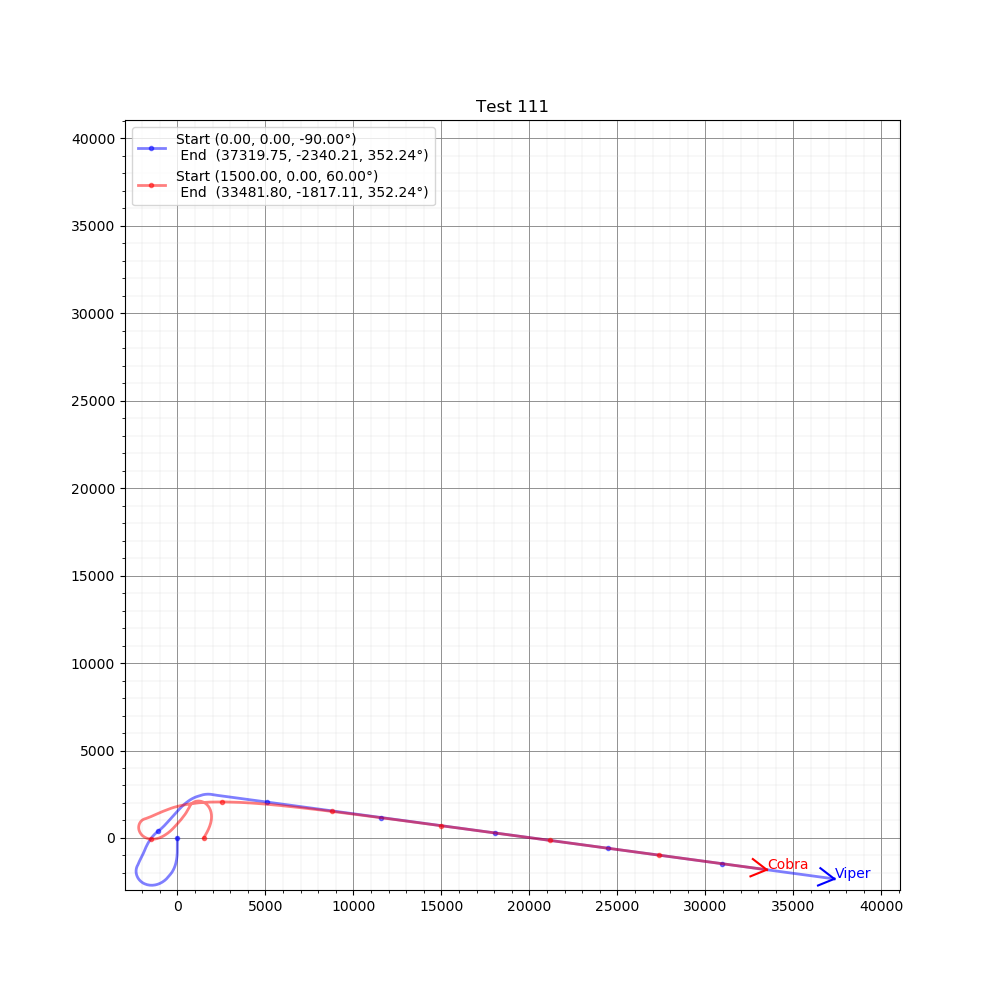 Test 111
Start (0.00, 0.00, -90.00°)
End  (37319.75, -2340.21, 352.24°)
Start (1500.00, 0.00, 60.00°)
End  (33481.80, -1817.11, 352.24°)
40000
35000
30000
25000
20000
15000
10000
5000
0
Cobra
Viper
0 5000 10000 15000 20000 25000 30000 35000 40000